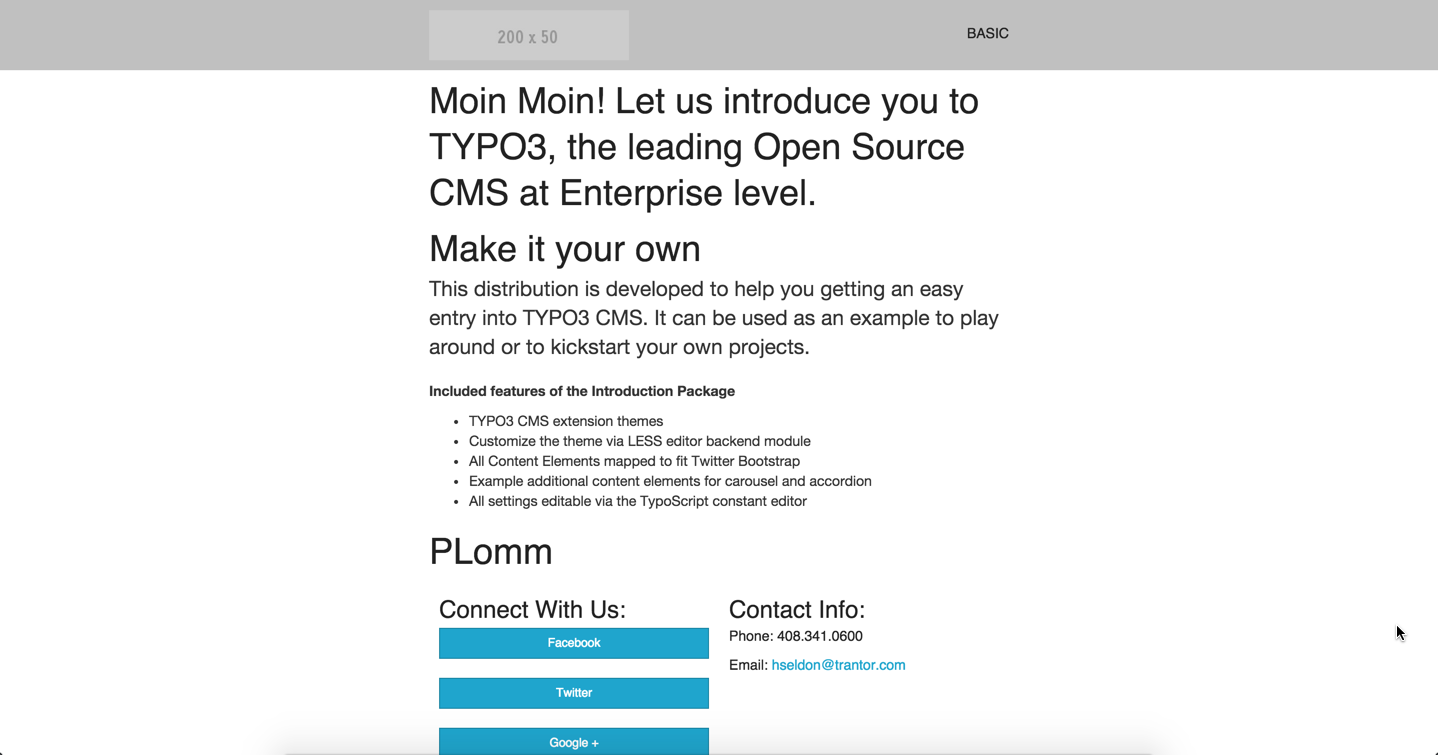 200 x 50
BASIC
Moin Moin! Let us introduce you to
TYPO3, the leading Open Source
CMS at Enterprise level.
Make it your own
This distribution is developed to help you getting an easy
entry into TYPO3 CMS. It can be used as an example to play
around or to kickstart your own projects.
Included features of the Introduction Package
• TYPO3 CMS extension themes
• Customize the theme via LESS editor backend module
• All Content Elements mapped to fit Twitter Bootstrap
• Example additional content elements for carousel and accordion
• All settings editable via the TypoScript constant editor
PLomm
Connect With Us:
Facebook
Twitter
Google +
Contact Info:
Phone: 408.341.0600
Email: hseldon@trantor.com